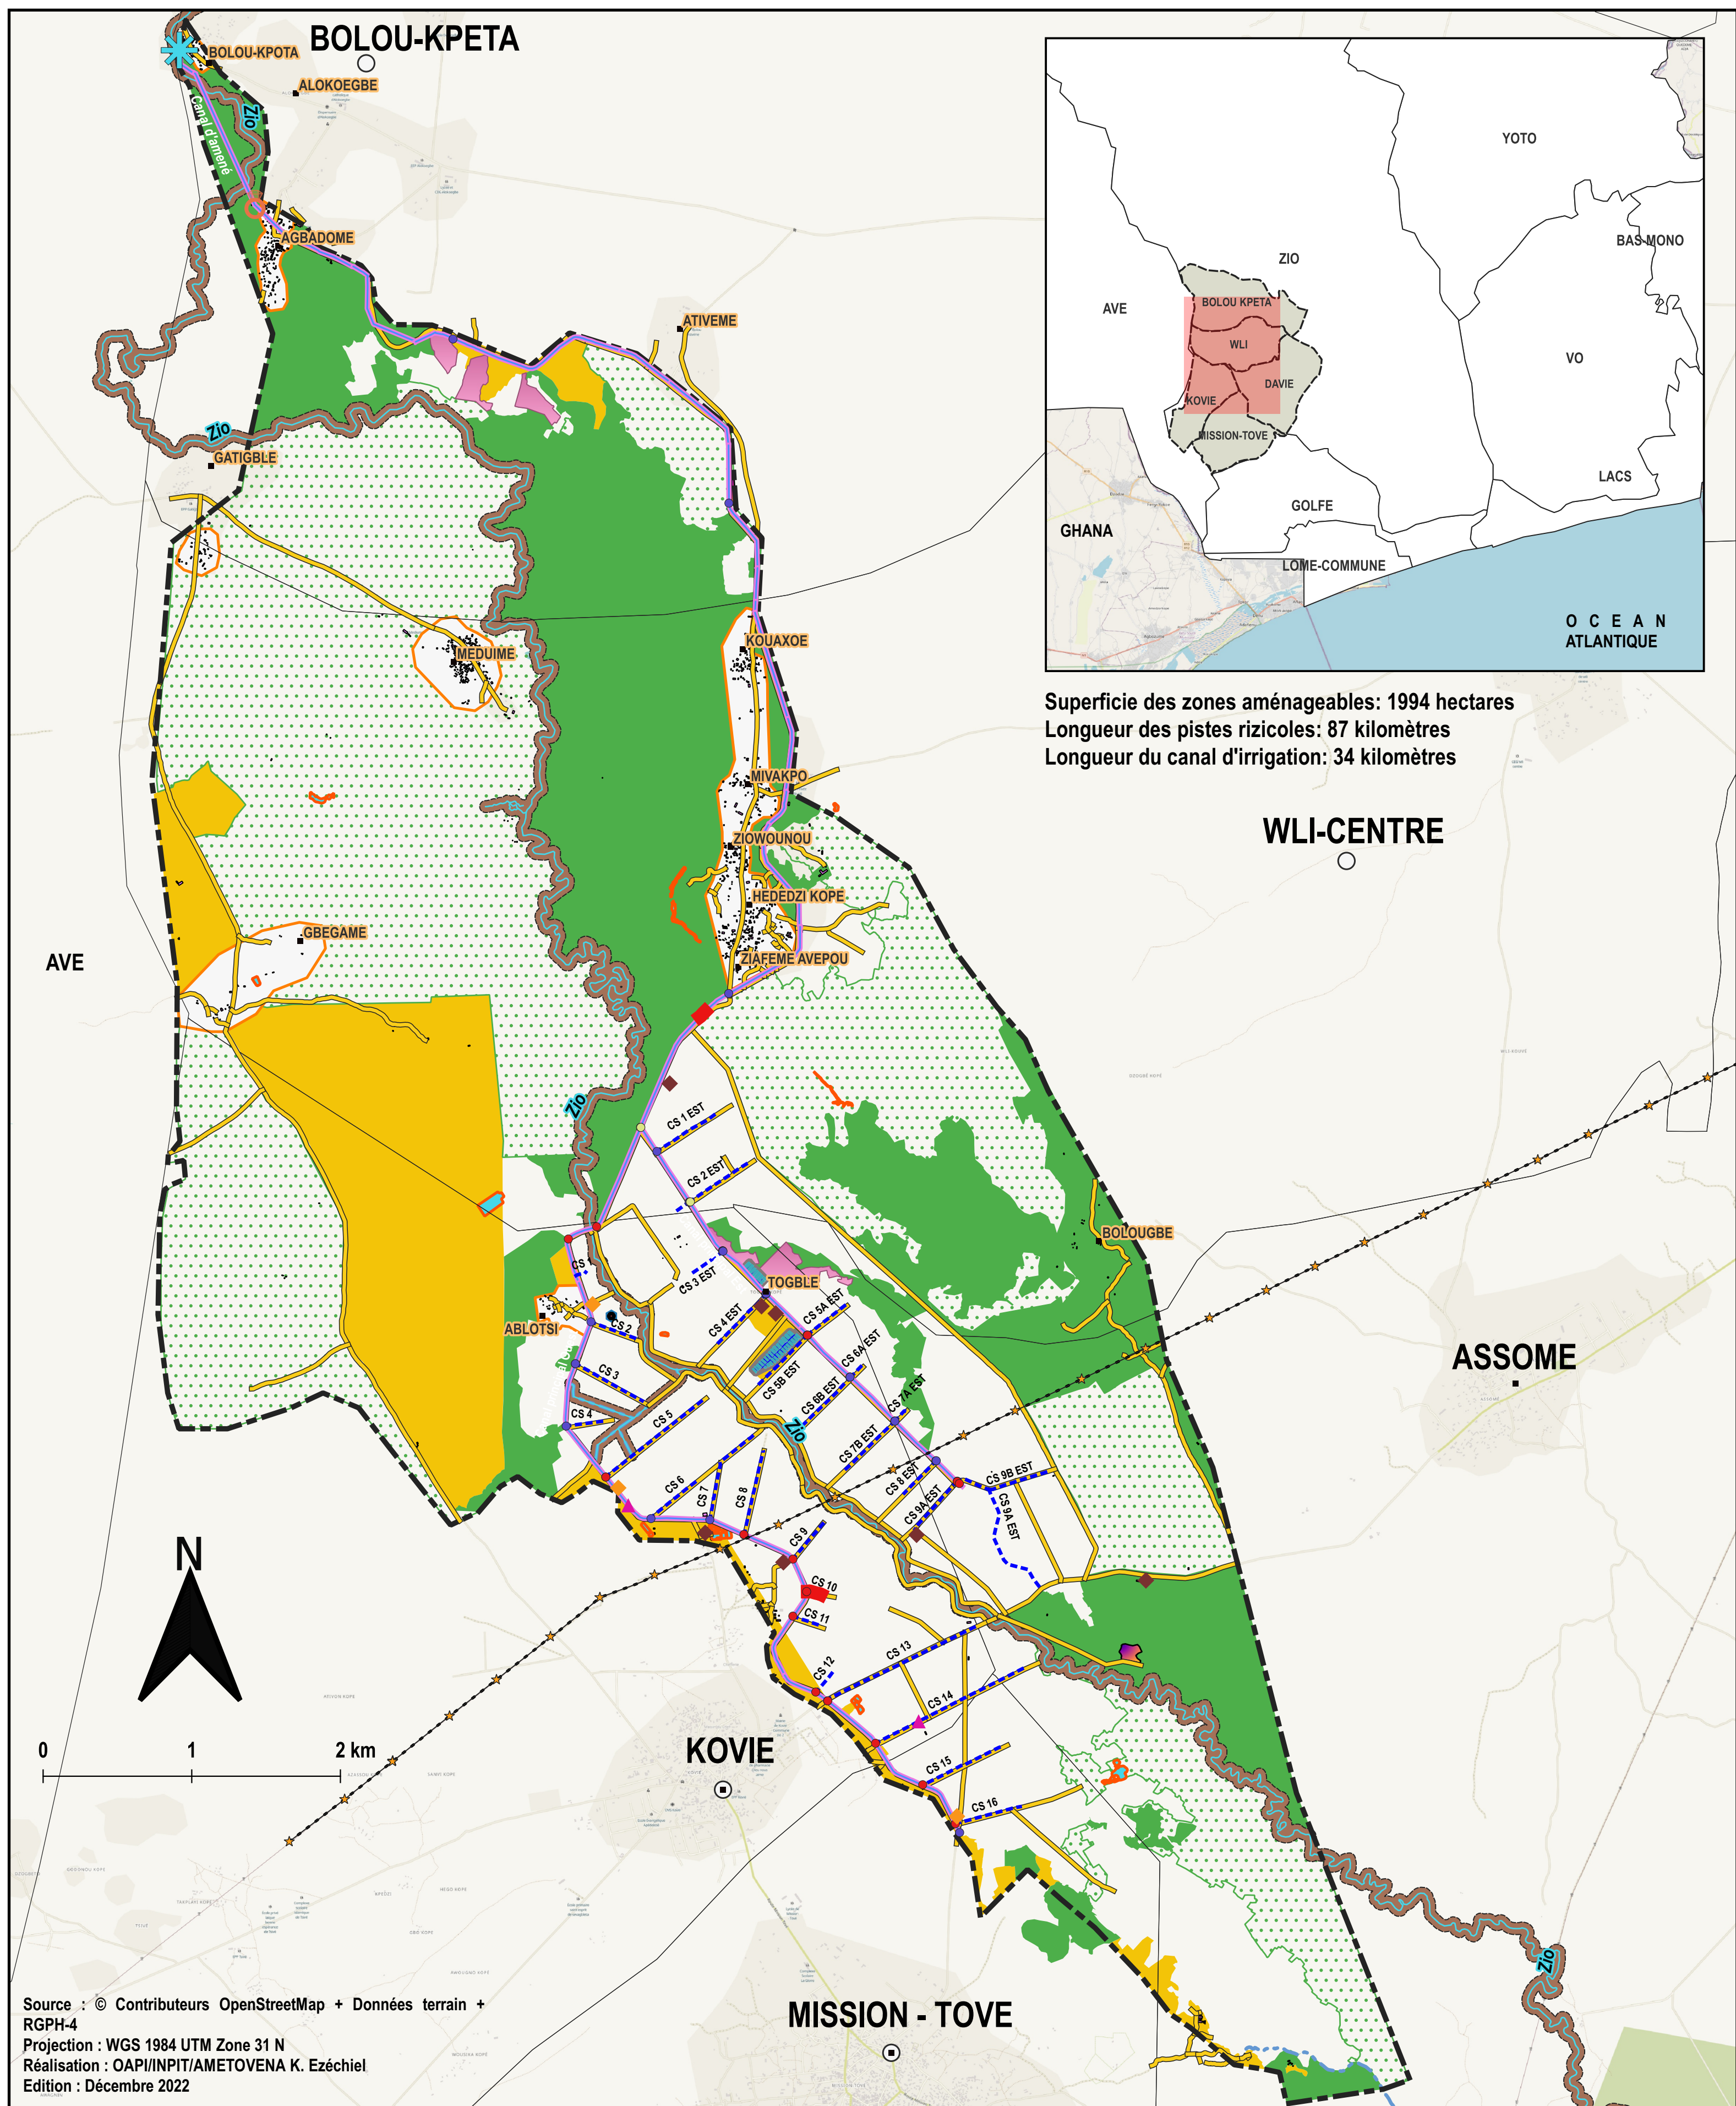 BOLOU-KPETA
BOLOU-KPOTA
ALOKOEGBE
Zio
Canal d'amené
AGBADOME
ATIVEME
Zio
GATIGBLE
MEDUIME
KOUAXOE
MIVAKPO
ZIOWOUNOU
HEDEDZI KOPE
ZIAFEME AVEPOU
GBEGAME
AVE
YOTO
BAS-MONO
ZIO
AVE
BOLOU KPETA
WLI
VO
DAVIE
KOVIE
MISSION-TOVE
LACS
GOLFE
GHANA
LOME-COMMUNE
OCEAN
ATLANTIQUE
Superficie des zones aménageables: 1994 hectares
Longueur des pistes rizicoles: 87 kilomètres
Longueur du canal d'irrigation: 34 kilomètres
WLI-CENTRE
Zio
CS 1 EST
CS 2 EST
CS 3 EST
TOGBLE
BOLOUGBE
CS
ABLOTSI
CS 2
CS 4 EST
CS 5A EST
CS 6A EST
CS 5B EST
CS 6B EST
CS 7A EST
CS 3
CS 4
CS 5
Zio
CS 7B EST
CS 8 EST
CS 9B EST
CS 9A EST
CS 9A EST
ASSOME
CS 6
CS 7
CS 8
CS 9
CS 10
CS 11
CS 12
CS 13
CS 14
CS 15
CS 16
N
0 1 2 km
KOVIE
MISSION - TOVE
Zio
Source : © Contributeurs OpenStreetMap + Données terrain +
RGPH-4
Projection : WGS 1984 UTM Zone 31 N
Réalisation : OAPI/INPIT/AMETOVENA K. Ezéchiel
Edition : Décembre 2022